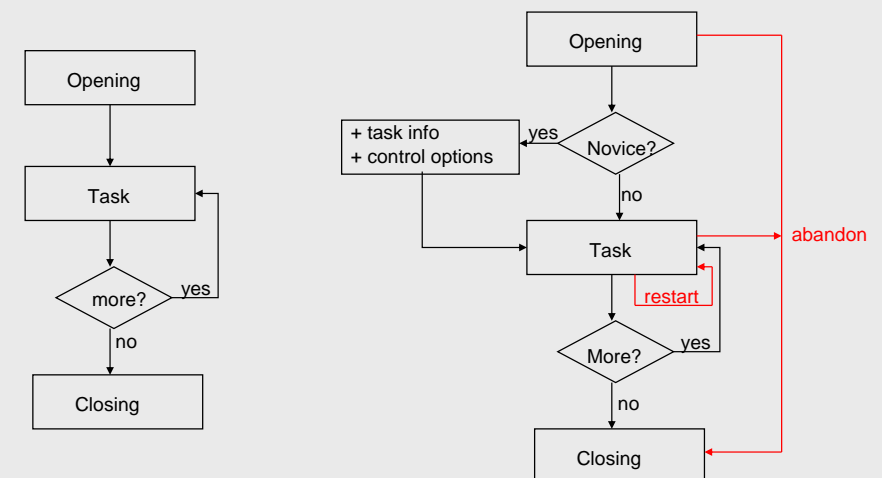 Opening
Task
more?
yes
no
Closing
Opening
Novice?
yes
+ task info
+ control options
no
Task
abandon
restart
More?
yes
no
Closing